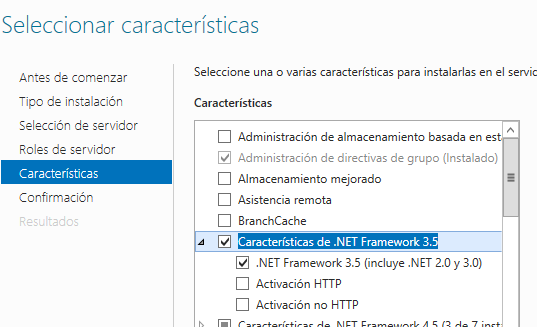 Seleccionar características
Antes de comenzar
Tipo de instalación
Selección de servidor
Roles de servidor
Características
Confirmación
Resultados
Seleccione una o varias características para instalarlas en el servid
Características
Administración de almacenamiento basada en est
Administración de directivas de grupo (Instalado)
Almacenamiento mejorado
Asistencia remota
BranchCache
Características de .NET Framework 3.5
.NET Framework 3.5 (incluye .NET 2.0 y 3.0)
Activación HTTP
Activación no HTTP
Características de .NET Framework 4.5 (3 de 7 inst